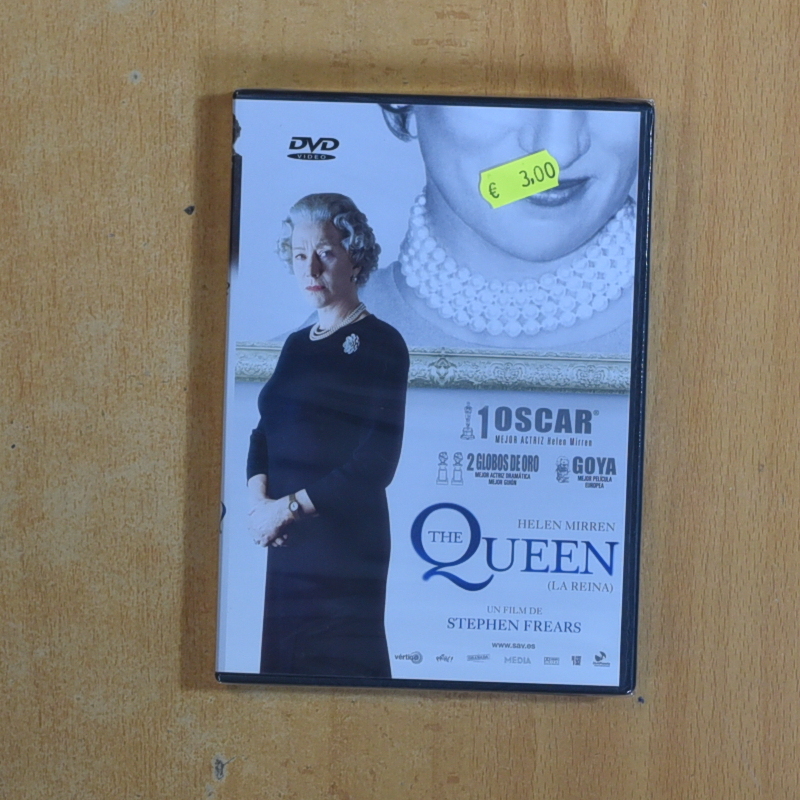 DVD
VIDEO
€ 3,00
1 OSCAR®
MEJOR ACTRIZ Helen Mirren
2 GLOBOS DE ORO
MEJOR ACTRIZ DRAMÁTICA
MEJOR GUIÓN
GOYA
MEJOR PELÍCULA
EUROPEA
HELEN MIRREN
THE QUEEN
(LA REINA)
UN FILM DE
STEPHEN FREARS
www.sav.es
vértigo
MEDIA